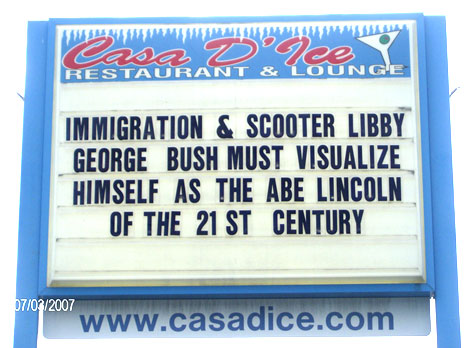 Casa D'Ice
RESTAURANT & LOUNGE
IMMIGRATION & SCOOTER LIBBY
GEORGE BUSH MUST VISUALIZE
HIMSELF AS THE ABE LINCOLN
OF THE 21 ST CENTURY
07/03/2007
www.casadice.com